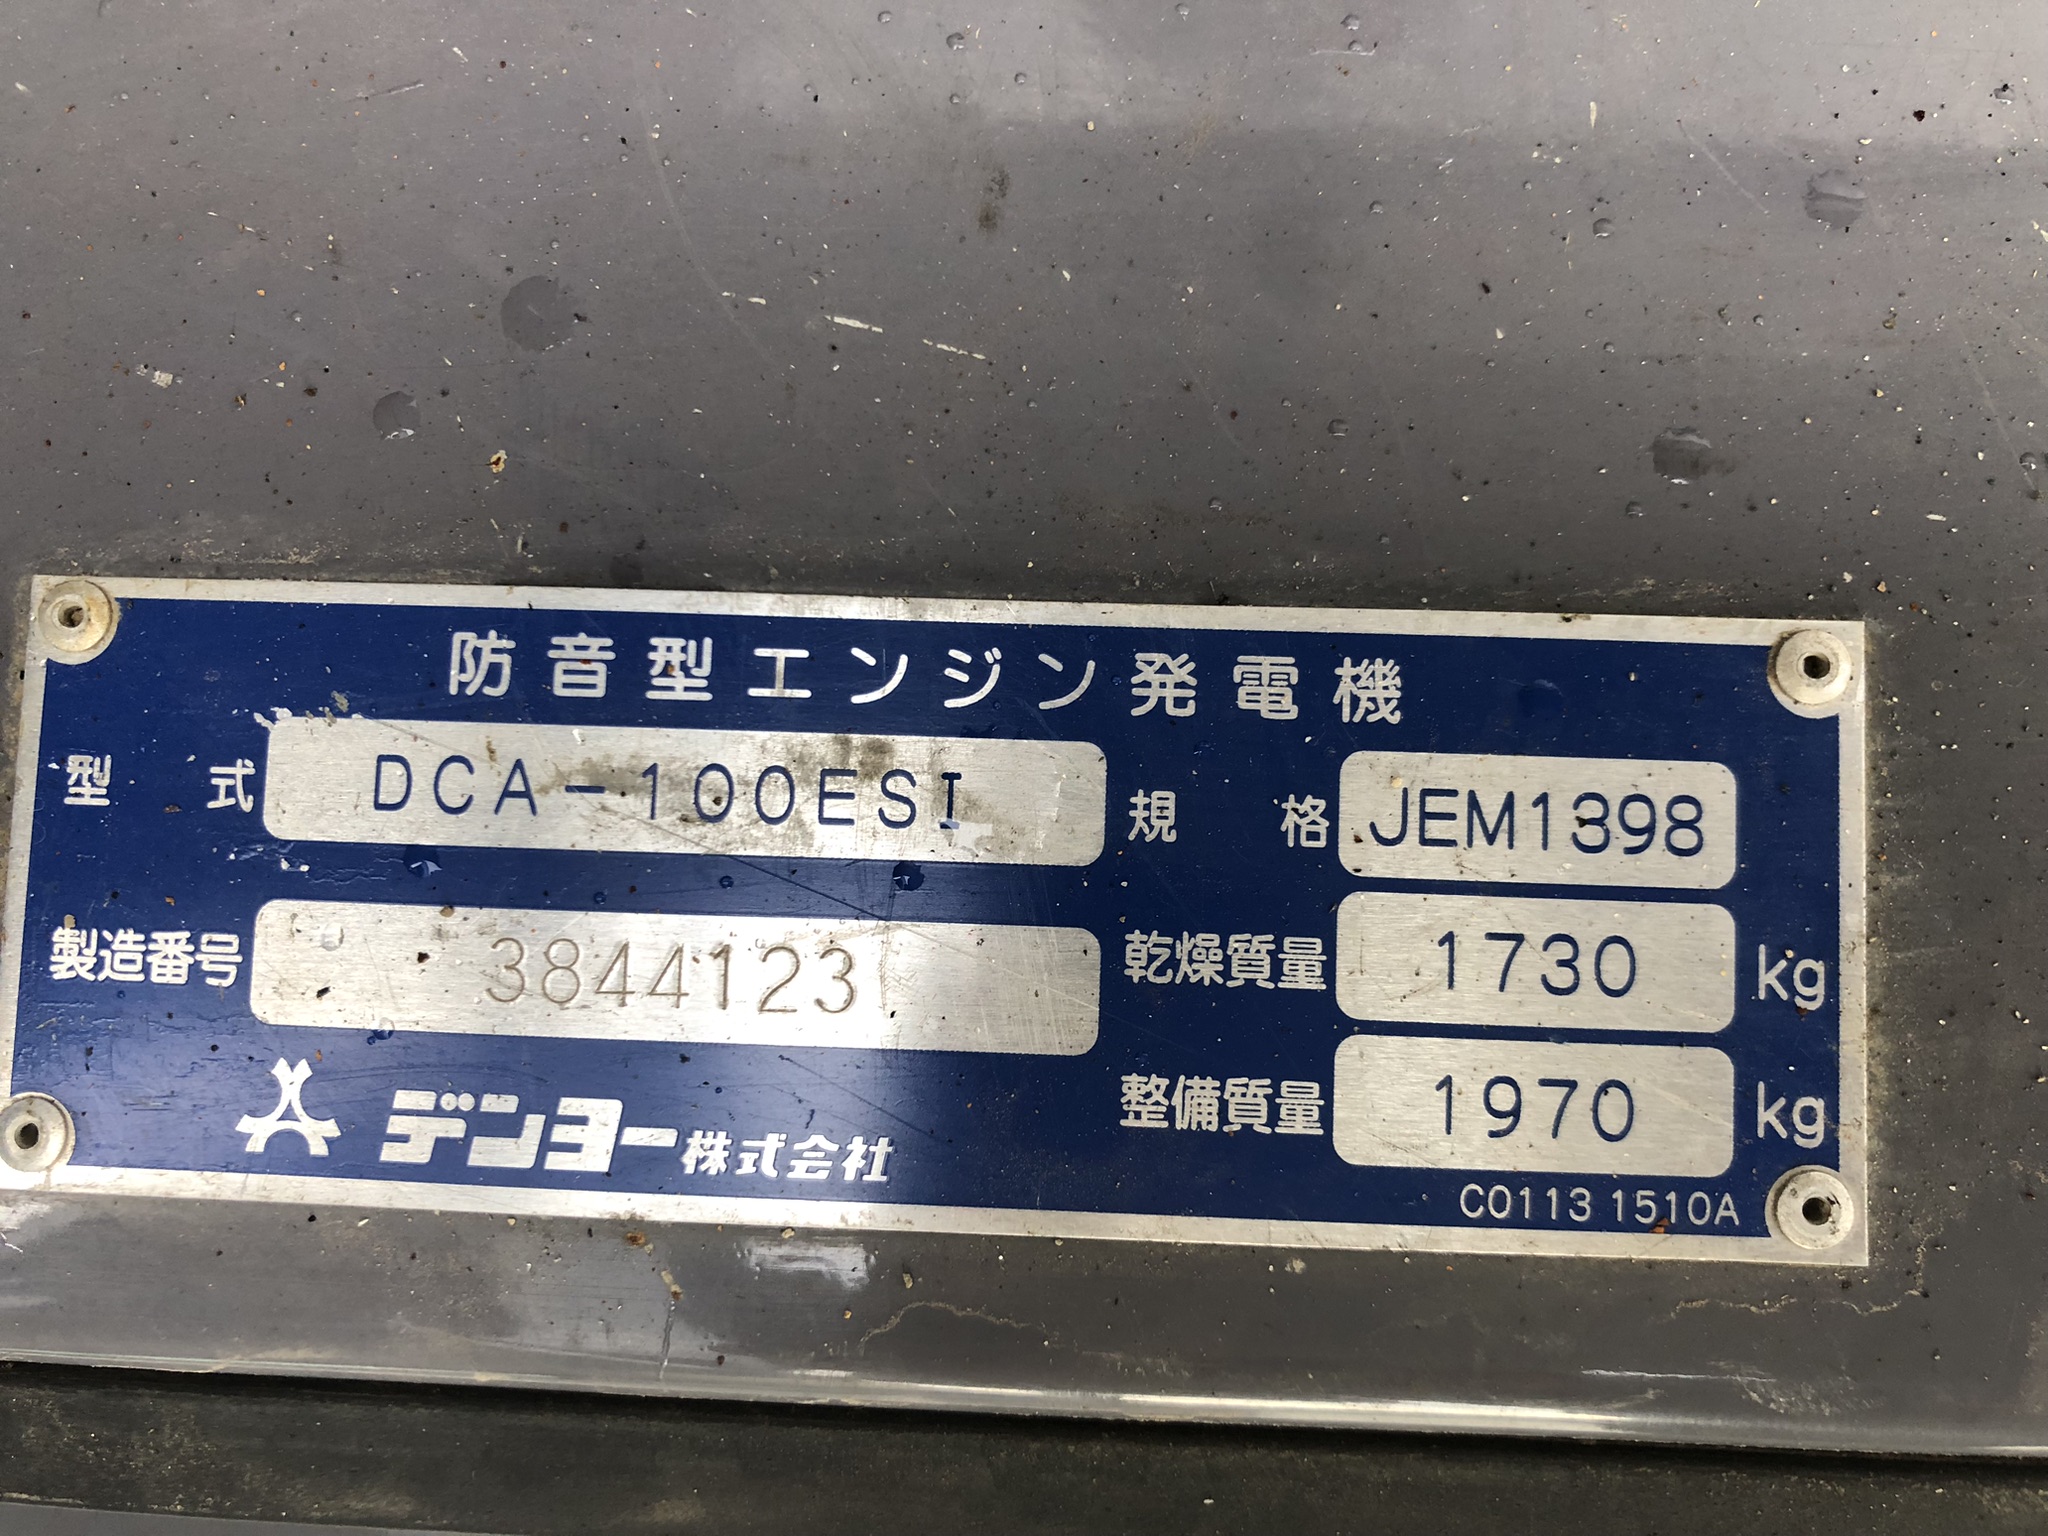 防音型エンジン発電機
型式 DCA-100ESI 規格 JEM1398
製造番号 3844123 乾燥質量 1730 kg
整備質量 1970 kg
デンヨー株式会社
C0113 1510A